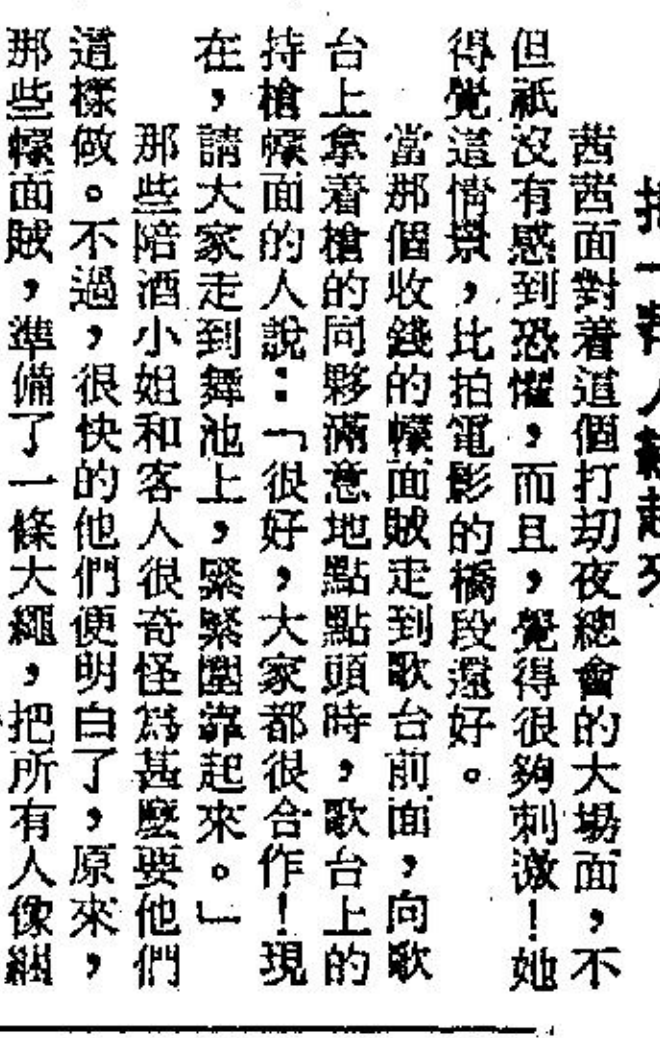 一對人
茜茜面對着這個打刧夜總會的大場面，不
但祇沒有感到恐懼，而且，覺得很夠刺激！她
得覺這情景，比拍電影的橋段還好。
當那個收錢的幪面賊走到歌台前面，向歌
台上拿着槍的同夥滿意地點點頭時，歌台上的
持槍幪面的人說：「很好，大家都很合作！現
在，請大家走到舞池上，緊緊圍靠起來。」
那些陪酒小姐和客人很奇怪爲甚麼要他們
這樣做。不過，很快的他們便明白了，原來，
那些幪面賊，準備了一條大繩，把所有人像綑